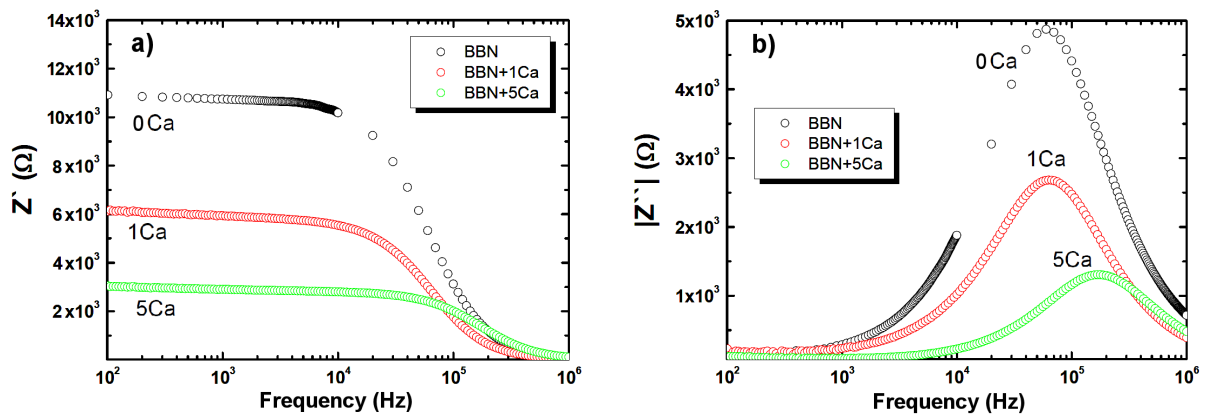 a)
BBN
BBN+1Ca
BBN+5Ca
14x10³
12x10³
10x10³
8x10³
6x10³
4x10³
2x10³
Z` (Ω)
0Ca
1Ca
5Ca
10² 10³ 10⁴ 10⁵ 10⁶
Frequency (Hz)
b)
BBN
BBN+1Ca
BBN+5Ca
5x10³
4x10³
3x10³
2x10³
1x10³
|Z``| (Ω)
0Ca
1Ca
5Ca
10² 10³ 10⁴ 10⁵ 10⁶
Frequency (Hz)